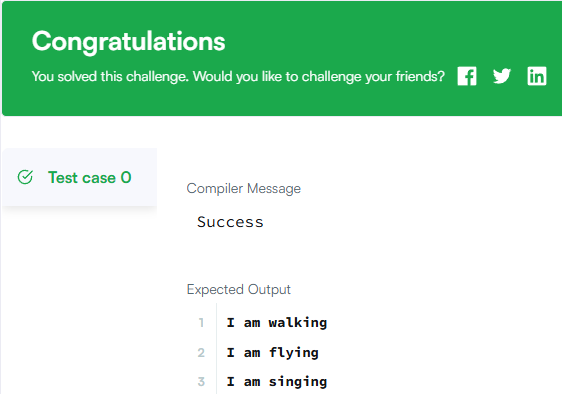 Congratulations
You solved this challenge. Would you like to challenge your friends?
Test case 0
Compiler Message
Success
Expected Output
1 I am walking
2 I am flying
3 I am singing